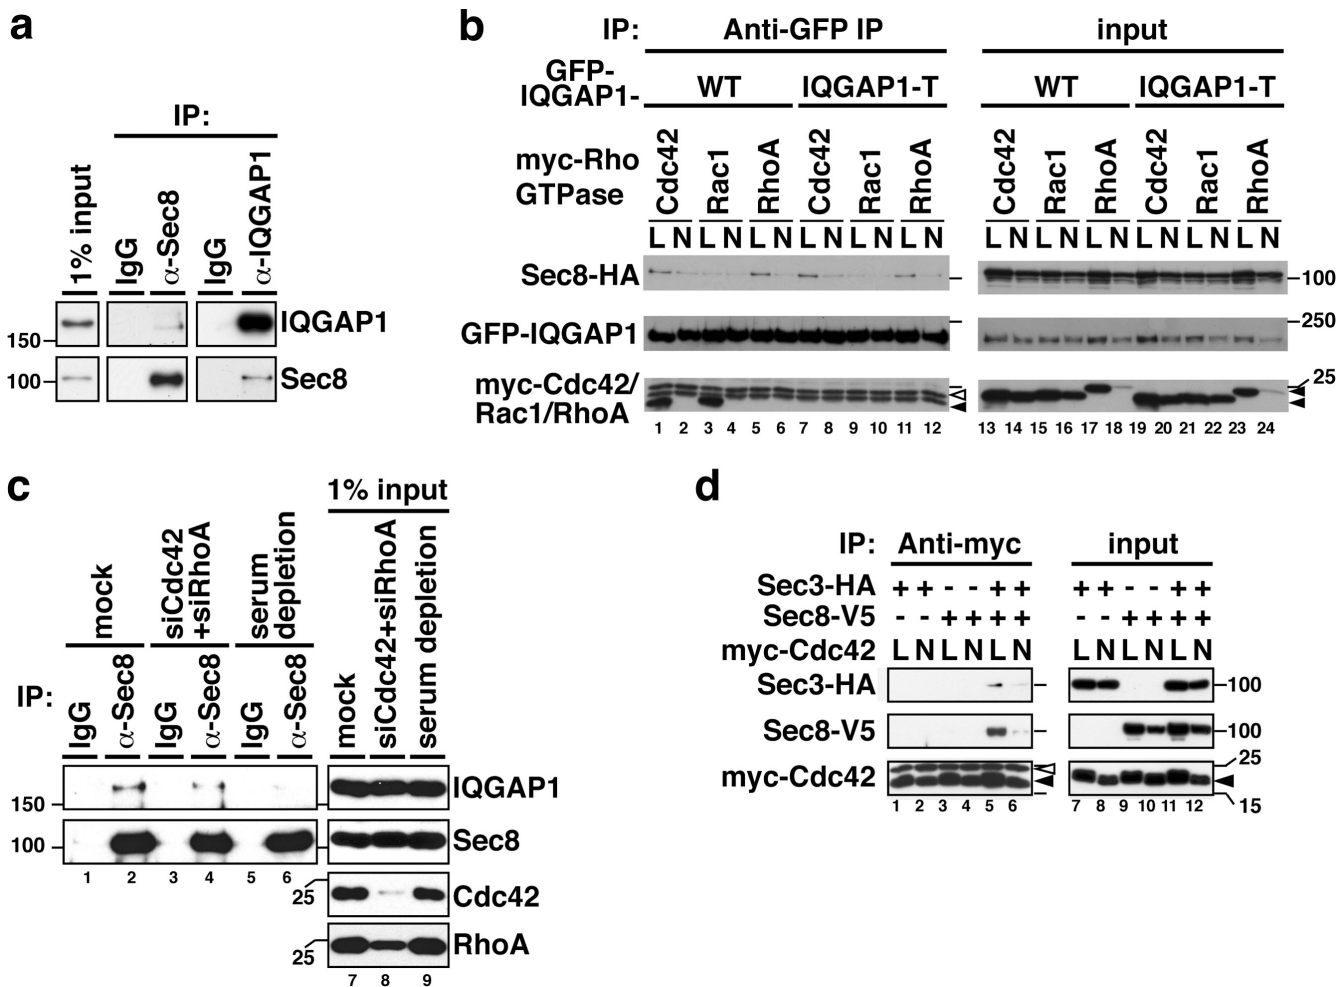 a
IP:
1% input
IgG
α-Sec8
IgG
α-IQGAP1
150
IQGAP1
100
Sec8
b
IP: Anti-GFP IP input
GFP-
IQGAP1- WT IQGAP1-T WT IQGAP1-T
myc-Rho
GTPase
Cdc42 Rac1 RhoA Cdc42 Rac1 RhoA Cdc42 Rac1 RhoA Cdc42 Rac1 RhoA
L N L N L N L N L N L N L N L N L N L N L N L N
Sec8-HA 100
GFP-IQGAP1 250
myc-Cdc42/ 25
Rac1/RhoA
1 2 3 4 5 6 7 8 9 10 11 12 13 14 15 16 17 18 19 20 21 22 23 24
c
1% input
mock
siCdc42
+siRhoA
serum
depletion
mock
siCdc42+siRhoA
serum depletion
IP:
IgG
α-Sec8
IgG
α-Sec8
IgG
α-Sec8
150 IQGAP1
100 Sec8
1 2 3 4 5 6
25 Cdc42
25 RhoA
7 8 9
d
IP: Anti-myc input
Sec3-HA + + - - + + + + - - + +
Sec8-V5 - - + + + + - - + + + +
myc-Cdc42 L N L N L N L N L N L N
Sec3-HA 100
Sec8-V5 100
myc-Cdc42 25
15
1 2 3 4 5 6 7 8 9 10 11 12